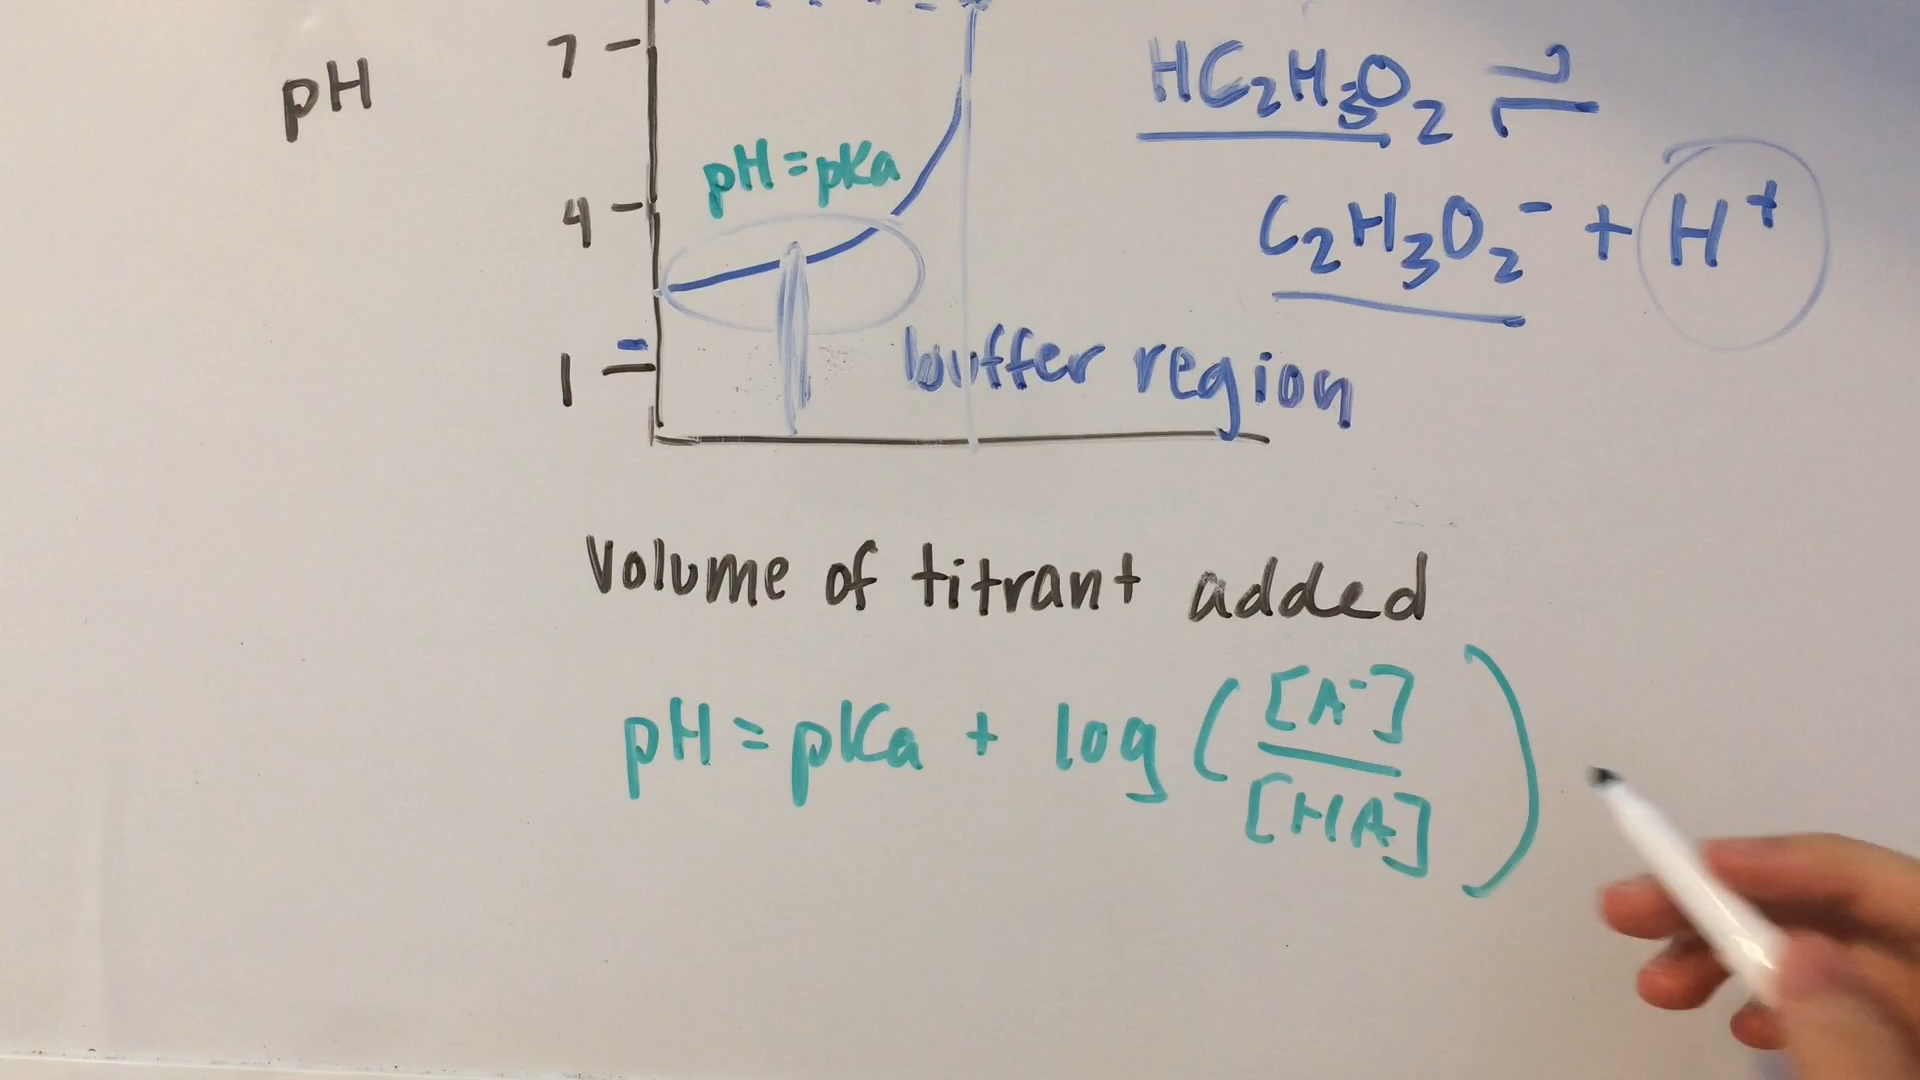 pH
7
4
1
pH=pKa
buffer region
HC₂H₃O₂ ⇌
C₂H₃O₂⁻ + H⁺
Volume of titrant added
pH = pKa + log ( [A⁻]
[HA] )